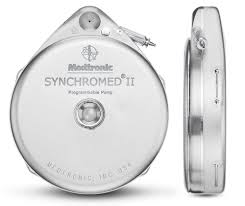 Medtronic
SYNCHROMED® II
Programmable Pump
MEDTRONIC, INC. USA